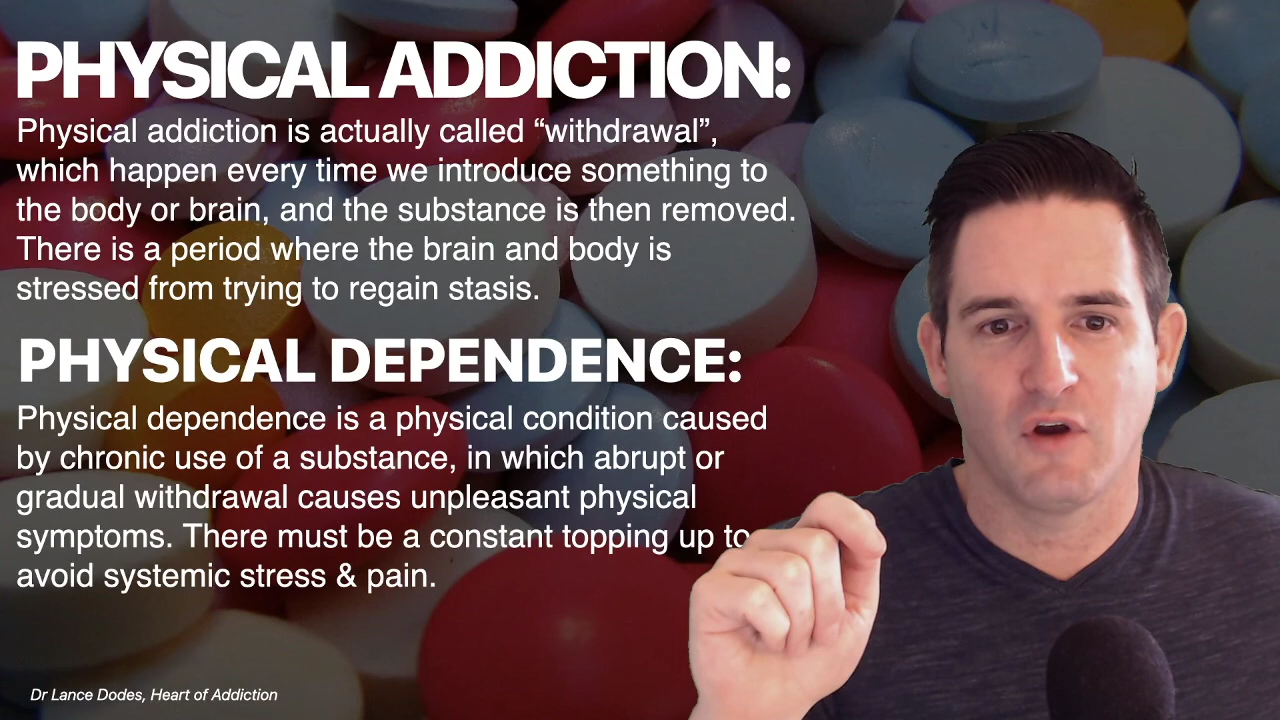 PHYSICAL ADDICTION:
Physical addiction is actually called “withdrawal”,
which happen every time we introduce something to
the body or brain, and the substance is then removed.
There is a period where the brain and body is
stressed from trying to regain stasis.
PHYSICAL DEPENDENCE:
Physical dependence is a physical condition caused
by chronic use of a substance, in which abrupt or
gradual withdrawal causes unpleasant physical
symptoms. There must be a constant topping up to
avoid systemic stress & pain.
Dr Lance Dodes, Heart of Addiction